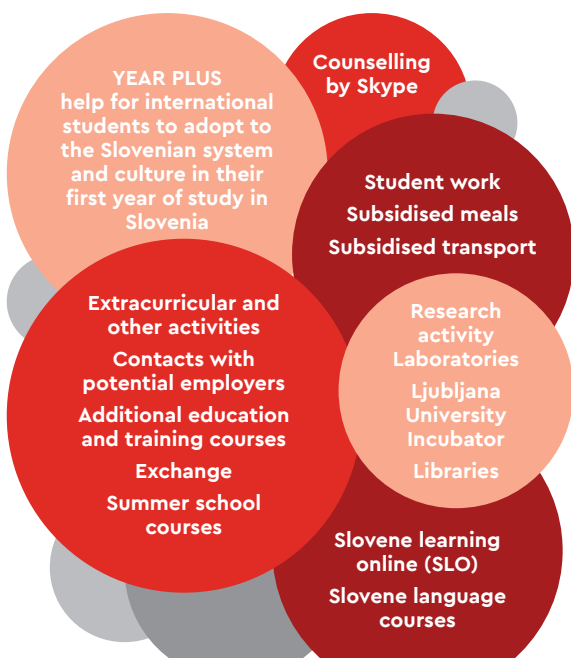 YEAR PLUS
help for international
students to adopt to
the Slovenian system
and culture in their
first year of study in
Slovenia
Counselling
by Skype
Student work
Subsidised meals
Subsidised transport
Extracurricular and
other activities
Contacts with
potential employers
Additional education
and training courses
Exchange
Summer school
courses
Research
activity
Laboratories
Ljubljana
University
Incubator
Libraries
Slovene learning
online (SLO)
Slovene language
courses